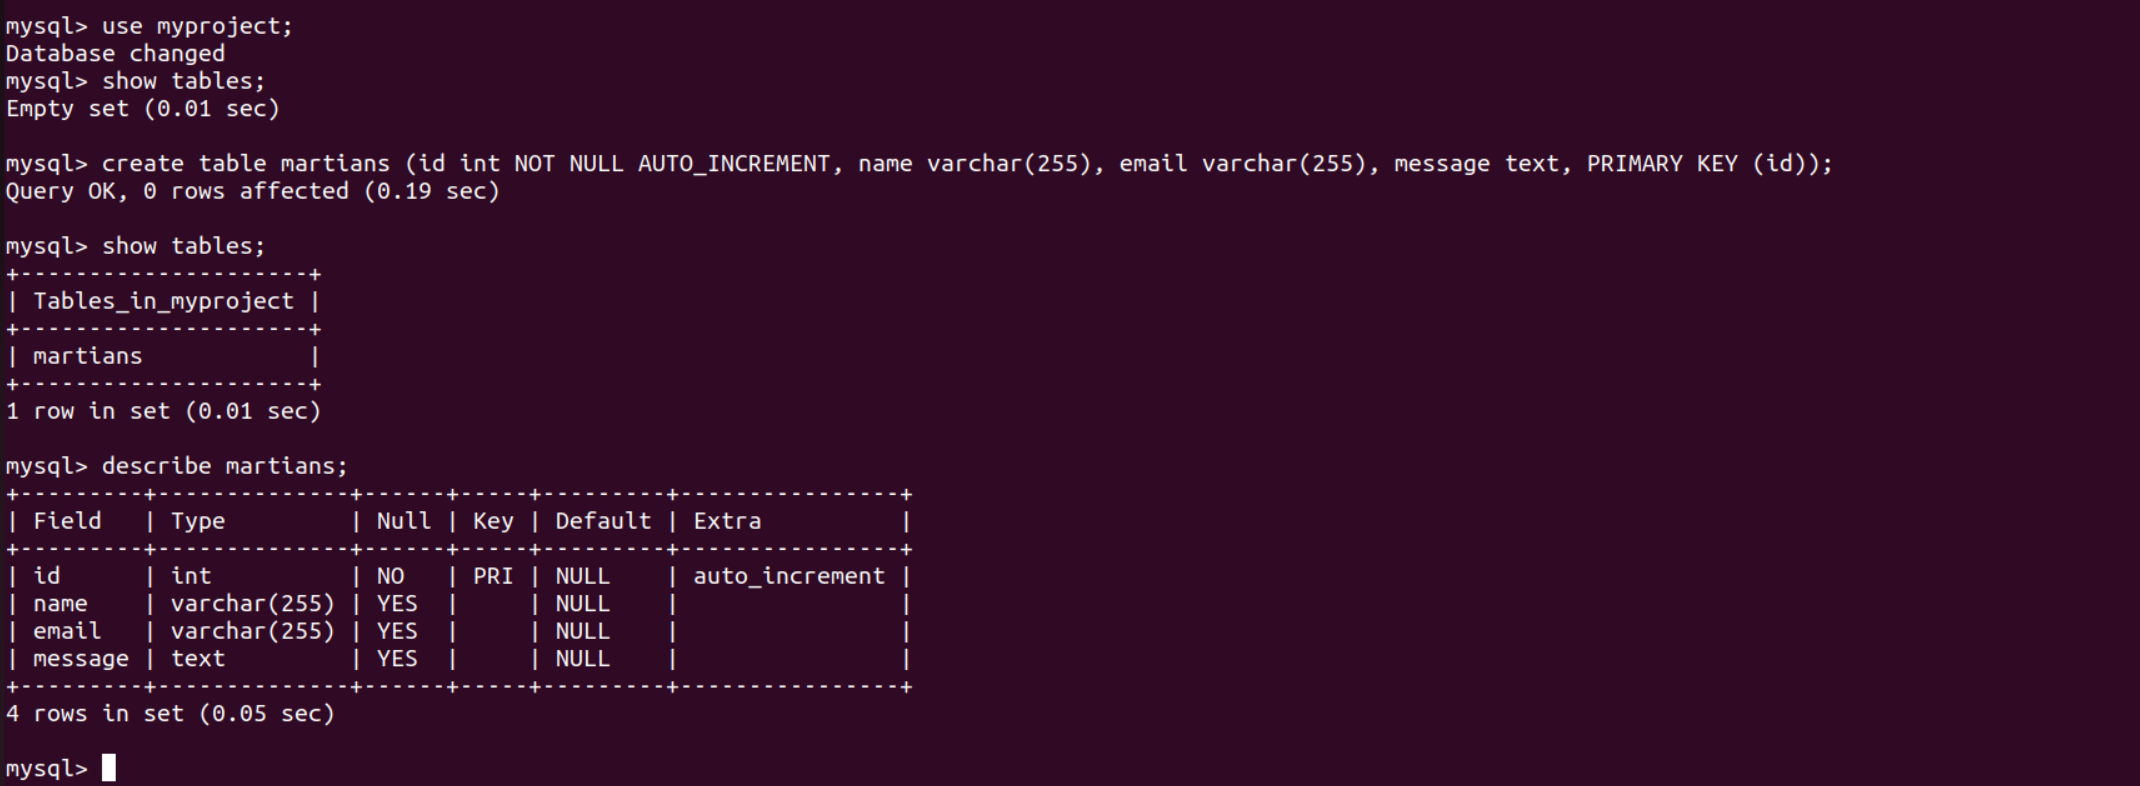 mysql> use myproject;
Database changed
mysql> show tables;
Empty set (0.01 sec)
mysql> create table martians (id int NOT NULL AUTO_INCREMENT, name varchar(255), email varchar(255), message text, PRIMARY KEY (id));
Query OK, 0 rows affected (0.19 sec)
mysql> show tables;
+---------------------+
| Tables_in_myproject |
+---------------------+
| martians            |
+---------------------+
1 row in set (0.01 sec)
mysql> describe martians;
+---------+--------------+------+-----+---------+----------------+
| Field   | Type         | Null | Key | Default | Extra          |
+---------+--------------+------+-----+---------+----------------+
| id      | int          | NO   | PRI | NULL    | auto_increment |
| name    | varchar(255) | YES  |     | NULL    |                |
| email   | varchar(255) | YES  |     | NULL    |                |
| message | text         | YES  |     | NULL    |                |
+---------+--------------+------+-----+---------+----------------+
4 rows in set (0.05 sec)
mysql>